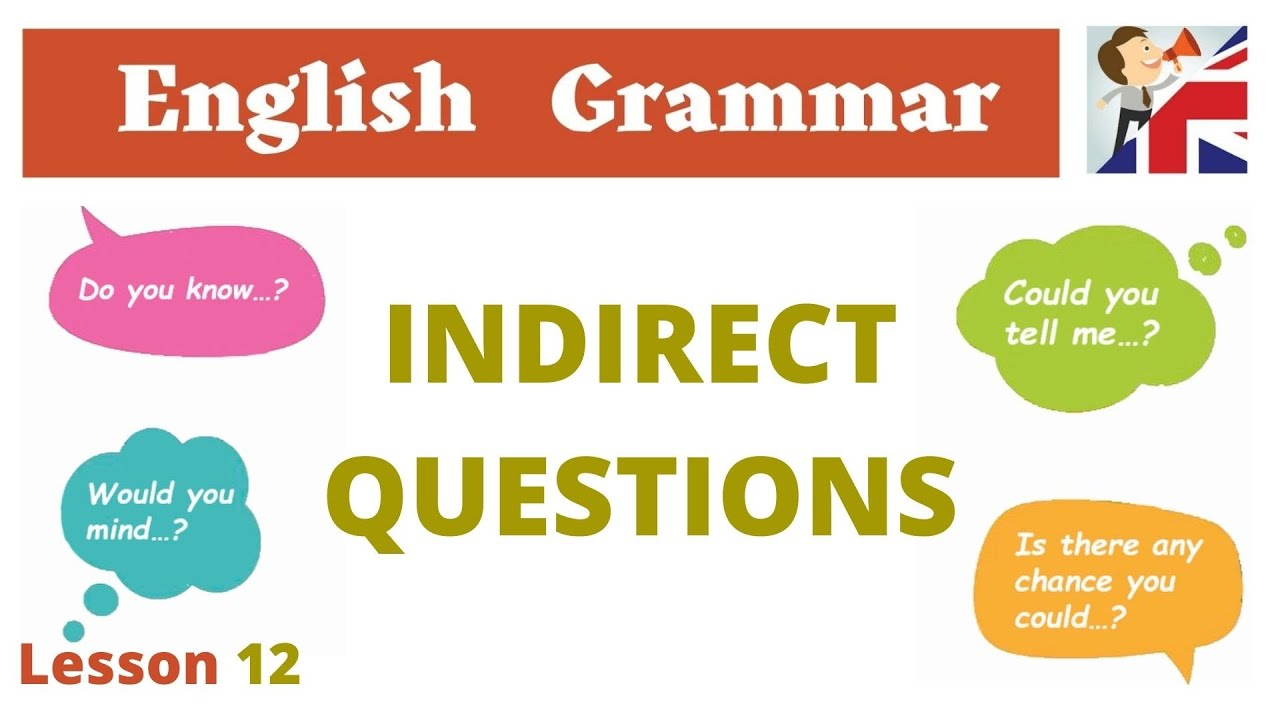 English Grammar
Do you know...?
Could you
tell me...?
INDIRECT
QUESTIONS
Would you
mind...?
Is there any
chance you
could...?
Lesson 12